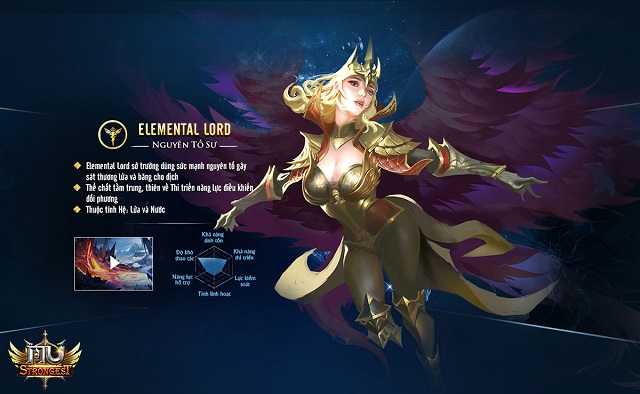 ELEMENTAL LORD
NGUYÊN TỐ SƯ
Elemental Lord sở trường dùng sức mạnh nguyên tố gây
sát thương lửa và băng cho địch
Thể chất tầm trung, thiên về Thi triển năng lực điều khiển
đối phương
Thuộc tính Hệ: Lửa và Nước
Khả năng
sinh tồn
Độ khó
thao tác
Khả năng
thi triển
Năng lực
hỗ trợ
Lực kiểm
soát
Tính linh hoạt
MU
STRONGEST